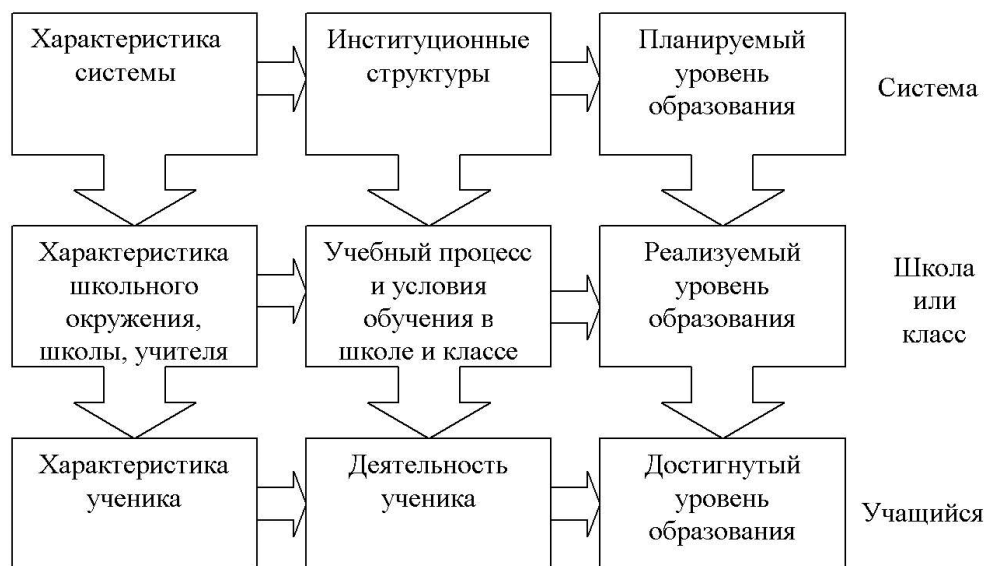 Характеристика
системы
Институционные
структуры
Планируемый
уровень
образования
Система
Характеристика
школьного
окружения,
школы, учителя
Учебный процесс
и условия
обучения в
школе и классе
Реализуемый
уровень
образования
Школа
или
класс
Характеристика
ученика
Деятельность
ученика
Достигнутый
уровень
образования
Учащийся